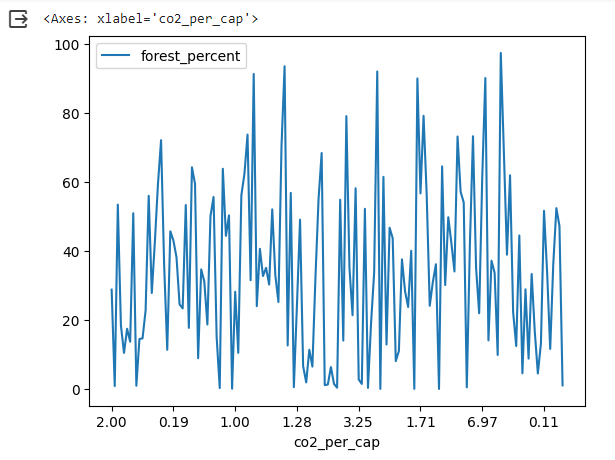 <Axes: xlabel='co2_per_cap'>
forest_percent
100
80
60
40
20
0
2.00 0.19 1.00 1.28 3.25 1.71 6.97 0.11
co2_per_cap